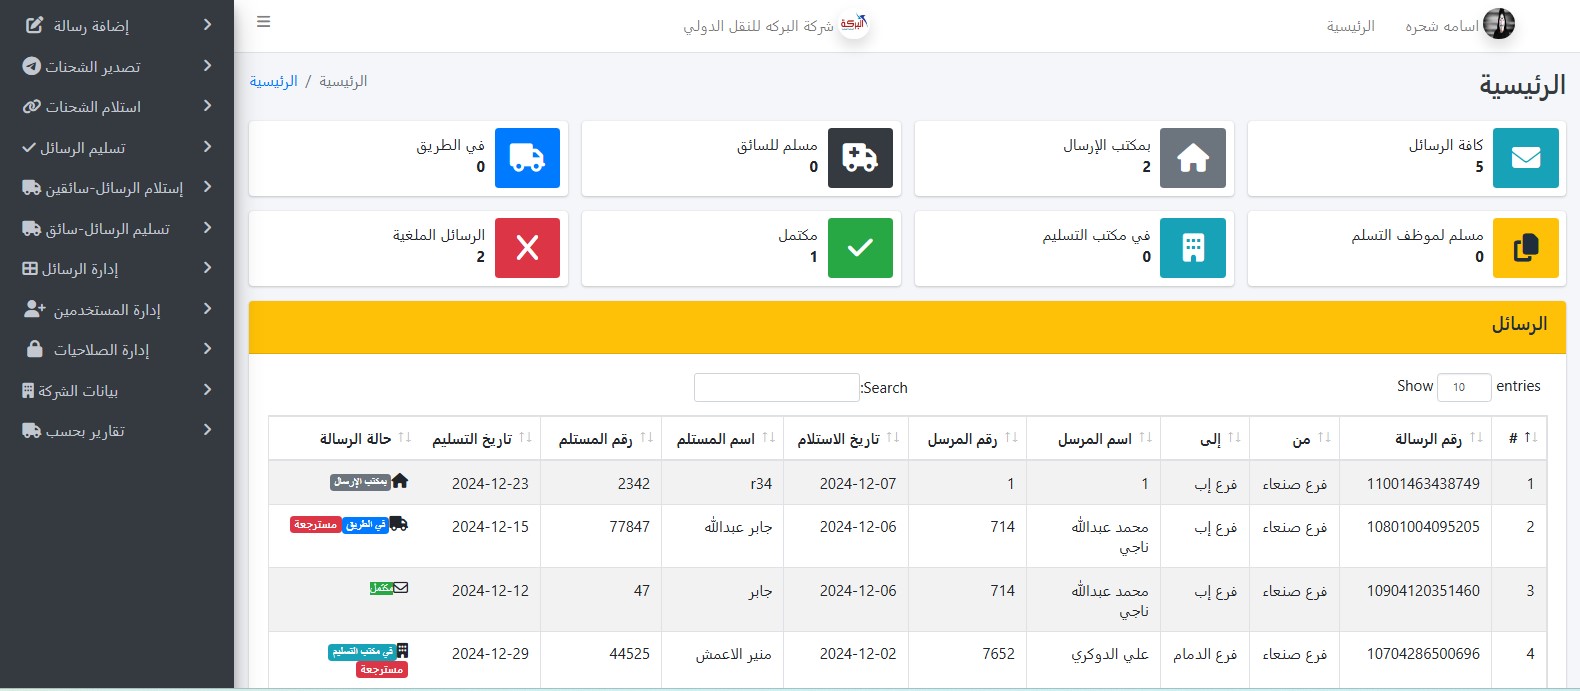 اسامه شحره
الرئيسية
البركة
شركة البركه للنقل الدولي
إضافة رسالة
تصدير الشحنات
استلام الشحنات
تسليم الرسائل
إستلام الرسائل-سائقين
تسليم الرسائل-سائق
إدارة الرسائل
إدارة المستخدمين
إدارة الصلاحيات
بيانات الشركة
تقارير بحسب
الرئيسية
الرئيسية / الرئيسية
كافة الرسائل
5
بمكتب الإرسال
2
مسلم للسائق
0
في الطريق
0
مسلم لموظف التسلم
0
في مكتب التسليم
0
مكتمل
1
الرسائل الملغية
2
الرسائل
Show 10 entries
Search:
# رقم الرسالة من إلى اسم المرسل رقم المرسل تاريخ الاستلام اسم المستلم رقم المستلم تاريخ التسليم حالة الرسالة
1 11001463438749 فرع صنعاء فرع إب 1 1 2024-12-07 r34 2342 2024-12-23 بمكتب الإرسال
2 10801004095205 فرع صنعاء فرع إب محمد عبدالله 714 2024-12-06 جابر عبدالله 77847 2024-12-15 في الطريق مسترجعة
ناجي
3 10904120351460 فرع صنعاء فرع إب محمد عبدالله 714 2024-12-06 جابر 47 2024-12-12 مكتمل
ناجي
4 10704286500696 فرع صنعاء فرع الدمام علي الدوكري 7652 2024-12-02 منير الاعمش 44525 2024-12-29 في مكتب التسليم
مسترجعة